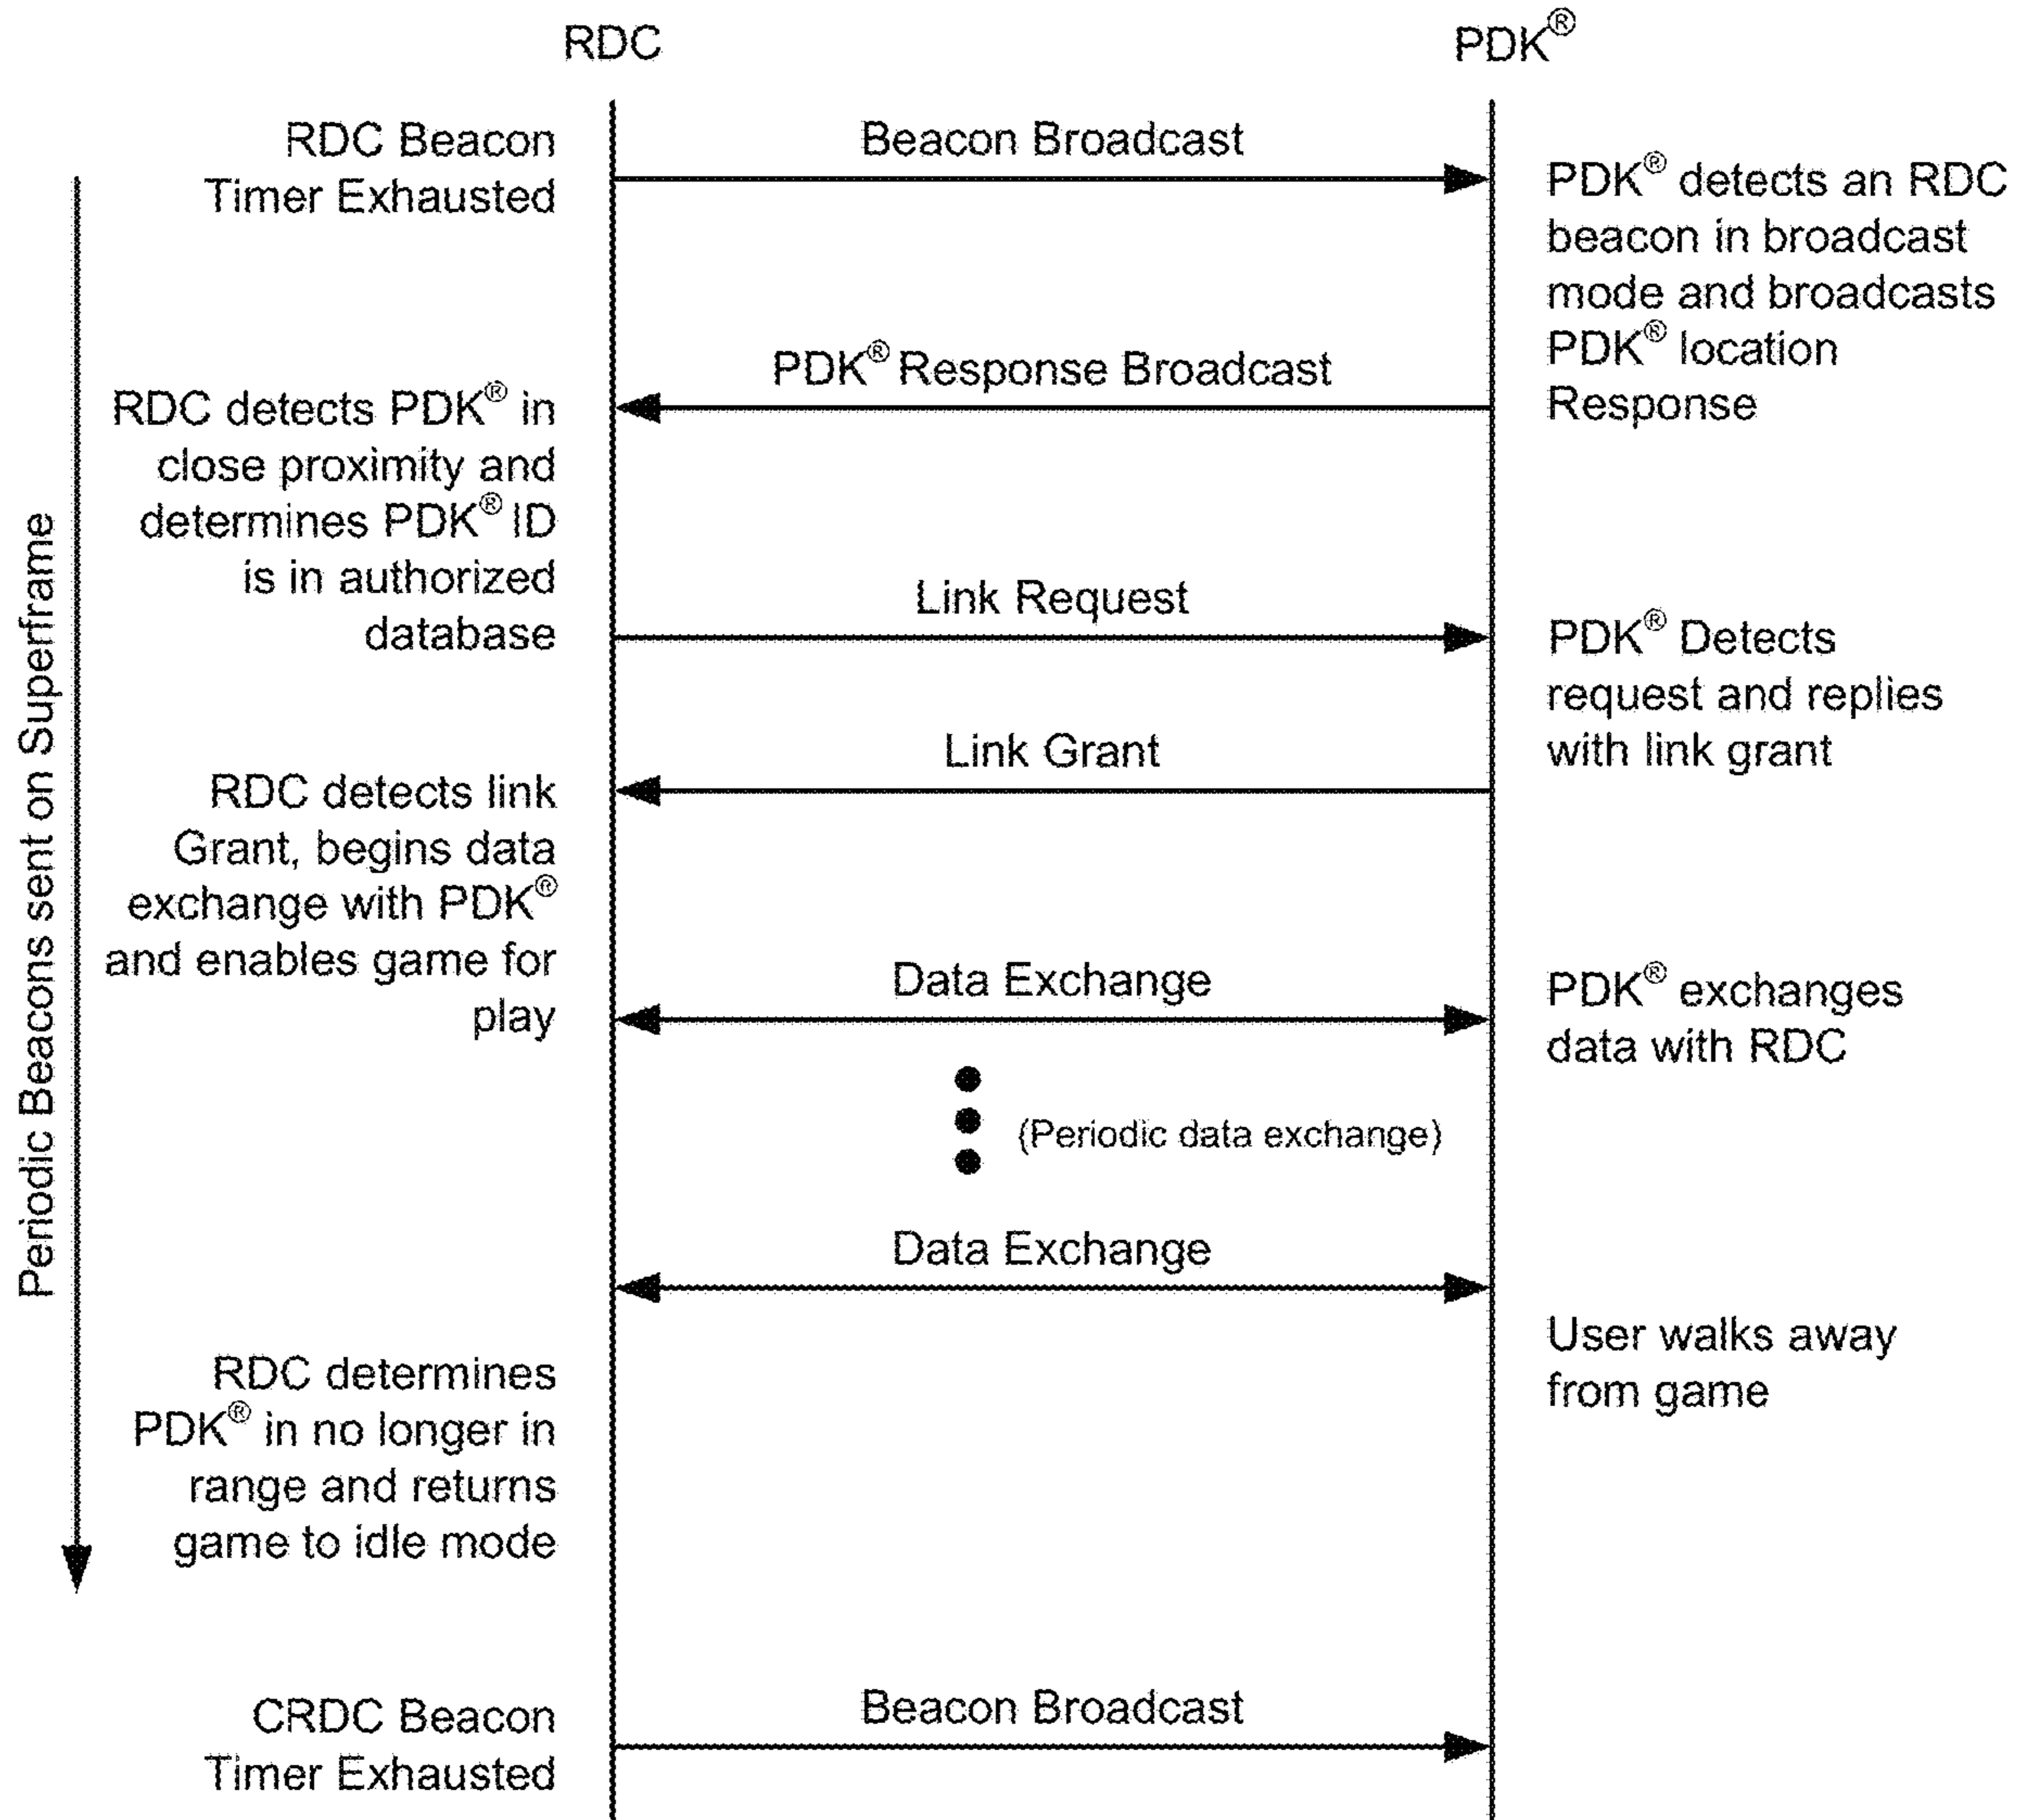 RDC
PDK®
RDC Beacon
Timer Exhausted
Beacon Broadcast
PDK® detects an RDC
beacon in broadcast
mode and broadcasts
PDK® location
Response
PDK® Response Broadcast
RDC detects PDK® in
close proximity and
determines PDK® ID
is in authorized
database
Link Request
PDK® Detects
request and replies
with link grant
Link Grant
RDC detects link
Grant, begins data
exchange with PDK®
and enables game for
play
Data Exchange
PDK® exchanges
data with RDC
(Periodic data exchange)
Data Exchange
User walks away
from game
RDC determines
PDK® in no longer in
range and returns
game to idle mode
Periodic Beacons sent on Superframe
CRDC Beacon
Timer Exhausted
Beacon Broadcast